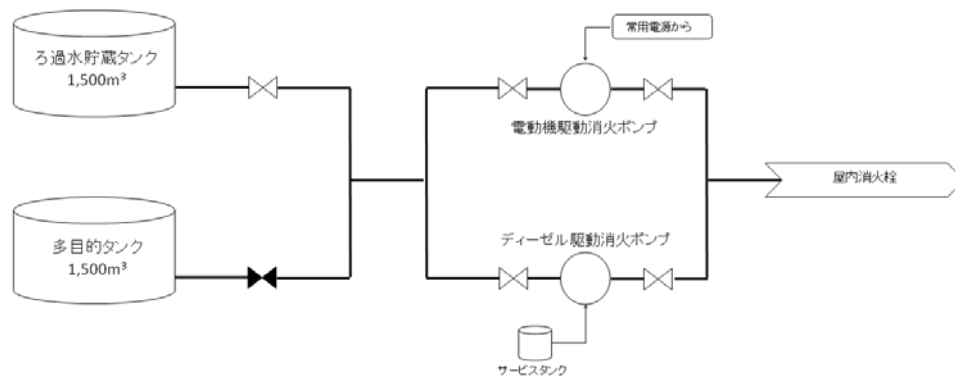 常用電源から
ろ過水貯蔵タンク
1,500m³
電動機駆動消火ポンプ
屋内消火栓
多目的タンク
1,500m³
ディーゼル駆動消火ポンプ
サービスタンク